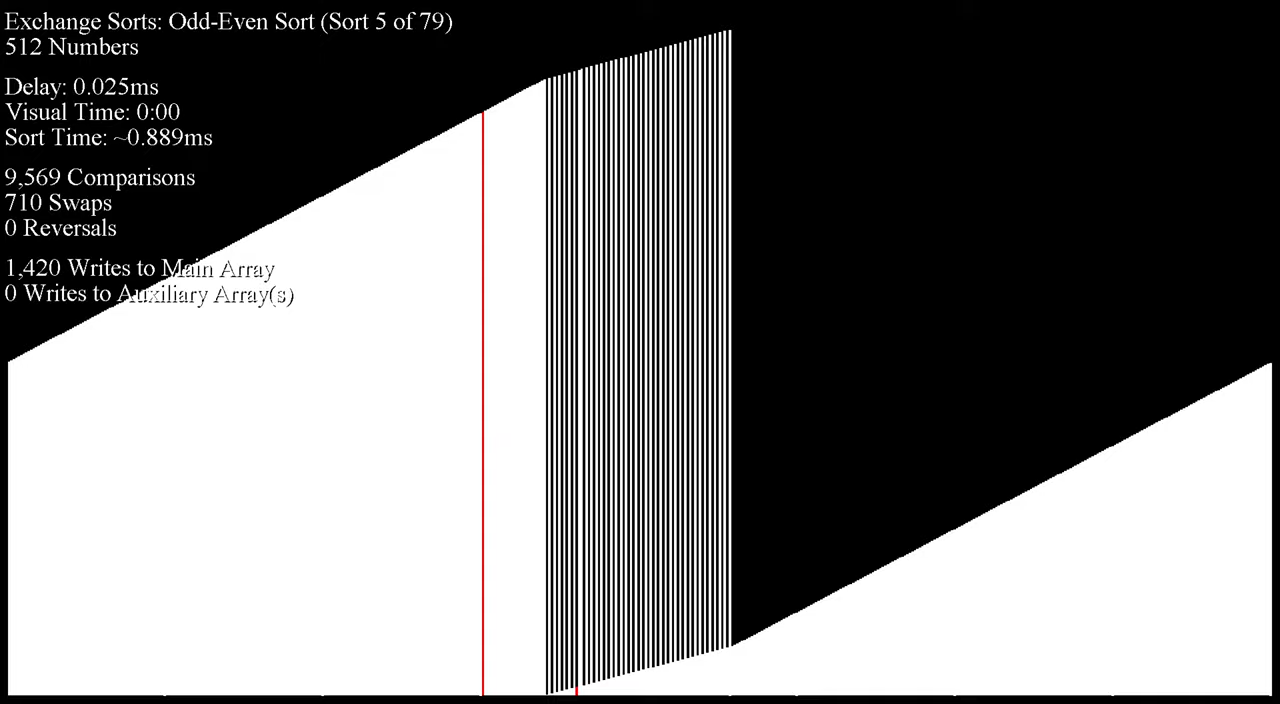 Exchange Sorts: Odd-Even Sort (Sort 5 of 79)
512 Numbers
Delay: 0.025ms
Visual Time: 0:00
Sort Time: ~0.889ms
9,569 Comparisons
710 Swaps
0 Reversals
1,420 Writes to Main Array
0 Writes to Auxiliary Array(s)